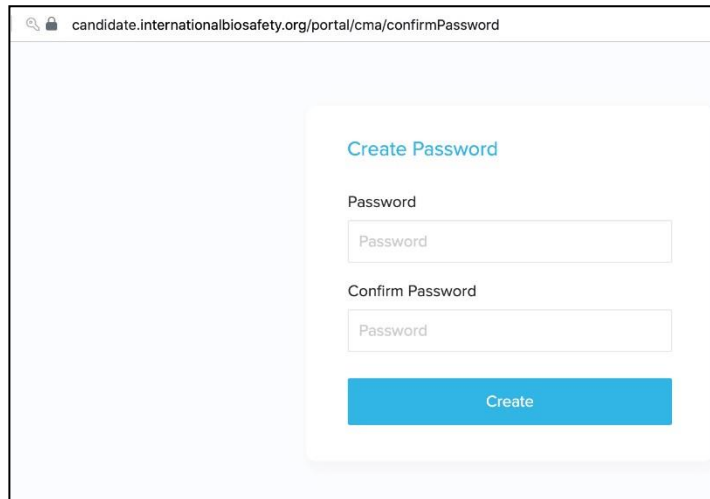 candidate.internationalbiosafety.org/portal/cma/confirmPassword
Create Password
Password
Password
Confirm Password
Password
Create